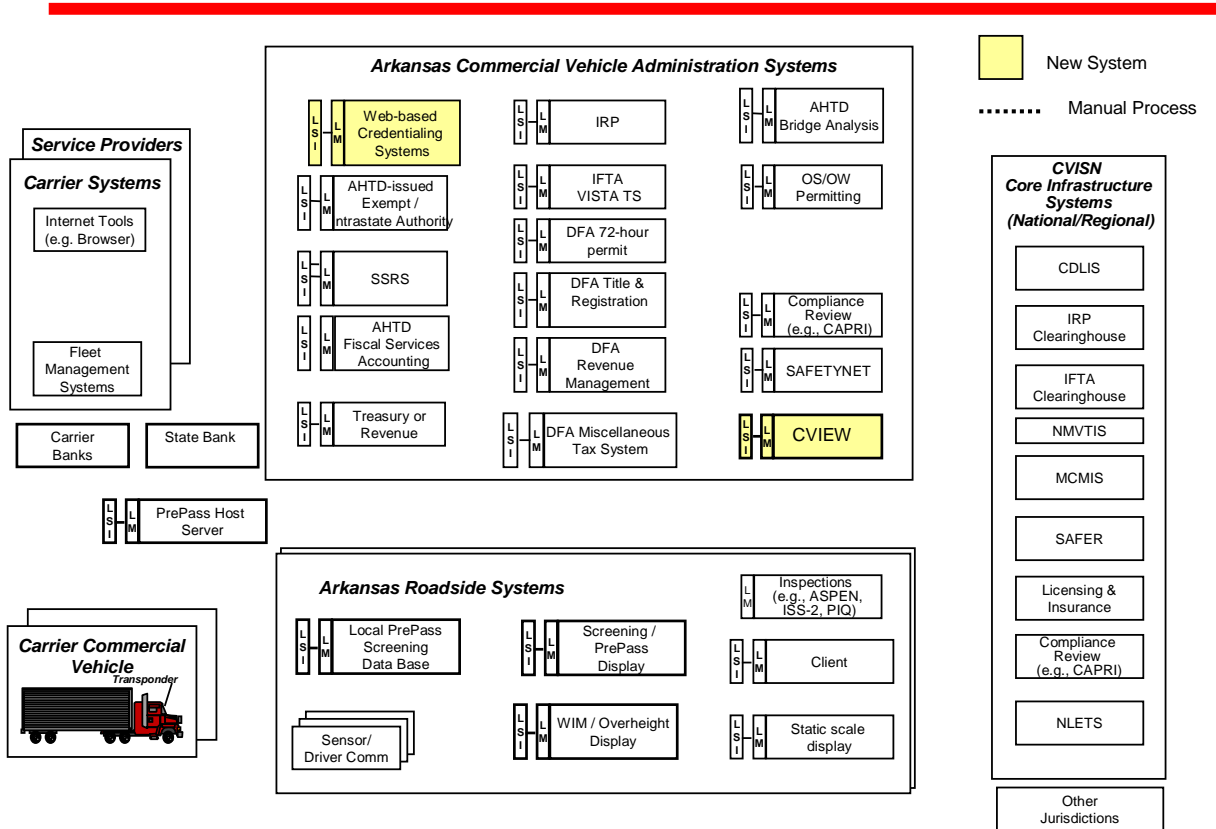 Arkansas Commercial Vehicle Administration Systems
New System
Manual Process
Service Providers
Carrier Systems
Internet Tools
(e.g. Browser)
Fleet
Management
Systems
Carrier
Banks
State Bank
L
S
I
L
M
PrePass Host
Server
L
S
I
L
M
Web-based
Credentialing
Systems
L
S
I
L
M
AHTD-issued
Exempt /
ntrastate Authority
L
S
I
L
M
SSRS
L
S
I
L
M
AHTD
Fiscal Services
Accounting
L
S
I
L
M
Treasury or
Revenue
L
S
I
L
M
IRP
L
S
I
L
M
IFTA
VISTA TS
L
S
I
L
M
DFA 72-hour
permit
L
S
I
L
M
DFA Title &
Registration
L
S
I
L
M
DFA
Revenue
Management
L
S
I
L
M
DFA Miscellaneous
Tax System
L
S
I
L
M
AHTD
Bridge Analysis
L
S
I
L
M
OS/OW
Permitting
L
S
I
L
M
Compliance
Review
(e.g., CAPRI)
L
S
I
L
M
SAFETYNET
L
S
I
L
M
CVIEW
CVISN
Core Infrastructure
Systems
(National/Regional)
CDLIS
IRP
Clearinghouse
IFTA
Clearinghouse
NMVTIS
MCMIS
SAFER
Licensing &
Insurance
Compliance
Review
(e.g., CAPRI)
NLETS
Other
Jurisdictions
Carrier Commercial
Vehicle
Transponder
Arkansas Roadside Systems
L
S
I
L
M
Local PrePass
Screening
Data Base
Sensor/
Driver Comm
L
S
I
L
M
Screening /
PrePass
Display
L
S
I
L
M
WIM / Overheight
Display
L
M
Inspections
(e.g., ASPEN,
ISS-2, PIQ)
L
S
I
L
M
Client
L
S
I
L
M
Static scale
display